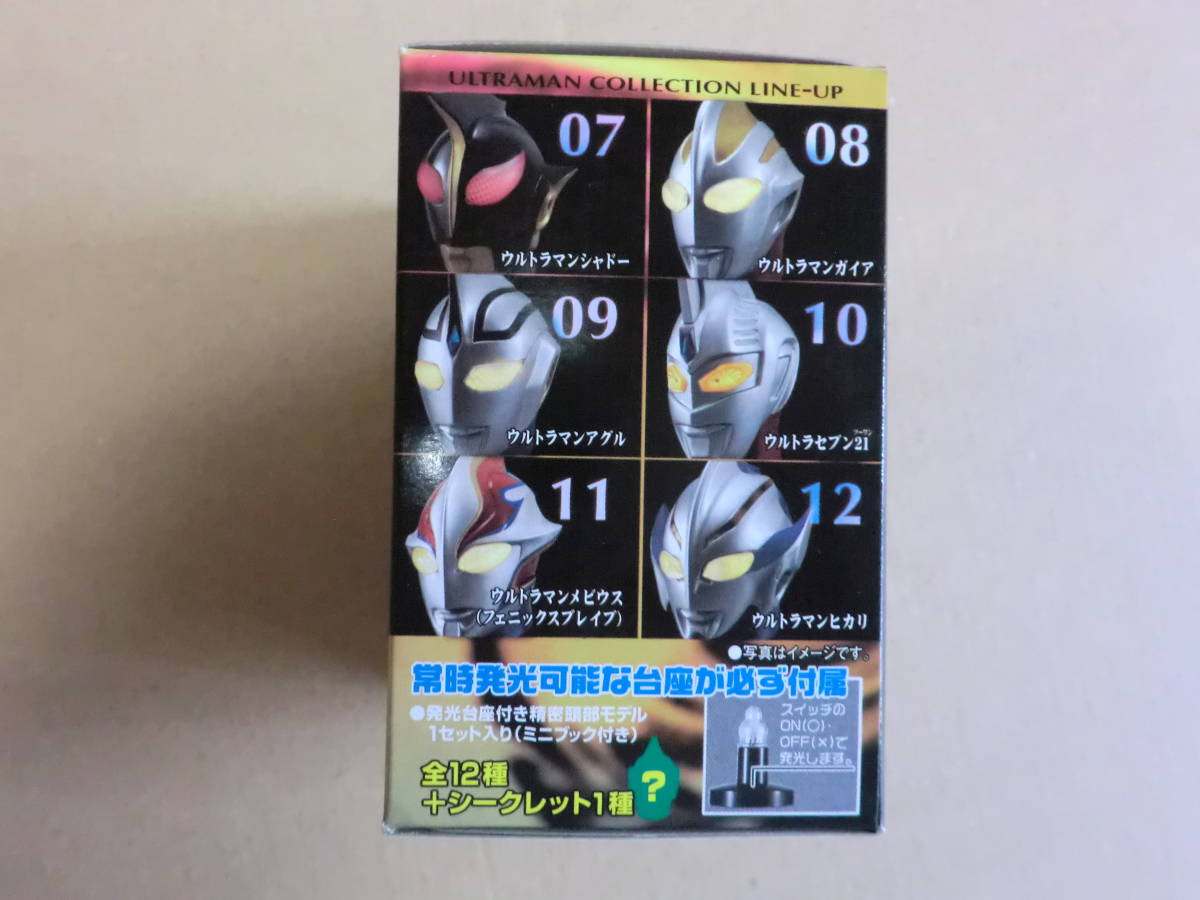 ULTRAMAN COLLECTION LINE-UP
07
ウルトラマンシャドー
08
ウルトラマンガイア
09
ウルトラマンアグル
10
ツーワン
ウルトラセブン21
11
ウルトラマンメビウス
(フェニックスブレイブ)
12
ウルトラマンヒカリ
●写真はイメージです。
常時発光可能な台座が必ず付属
●発光台座付き精密頭部モデル
1セット入り(ミニブック付き)
全12種
+シークレット1種
?
スイッチの
ON(○)·
OFF(×)で
発光します。